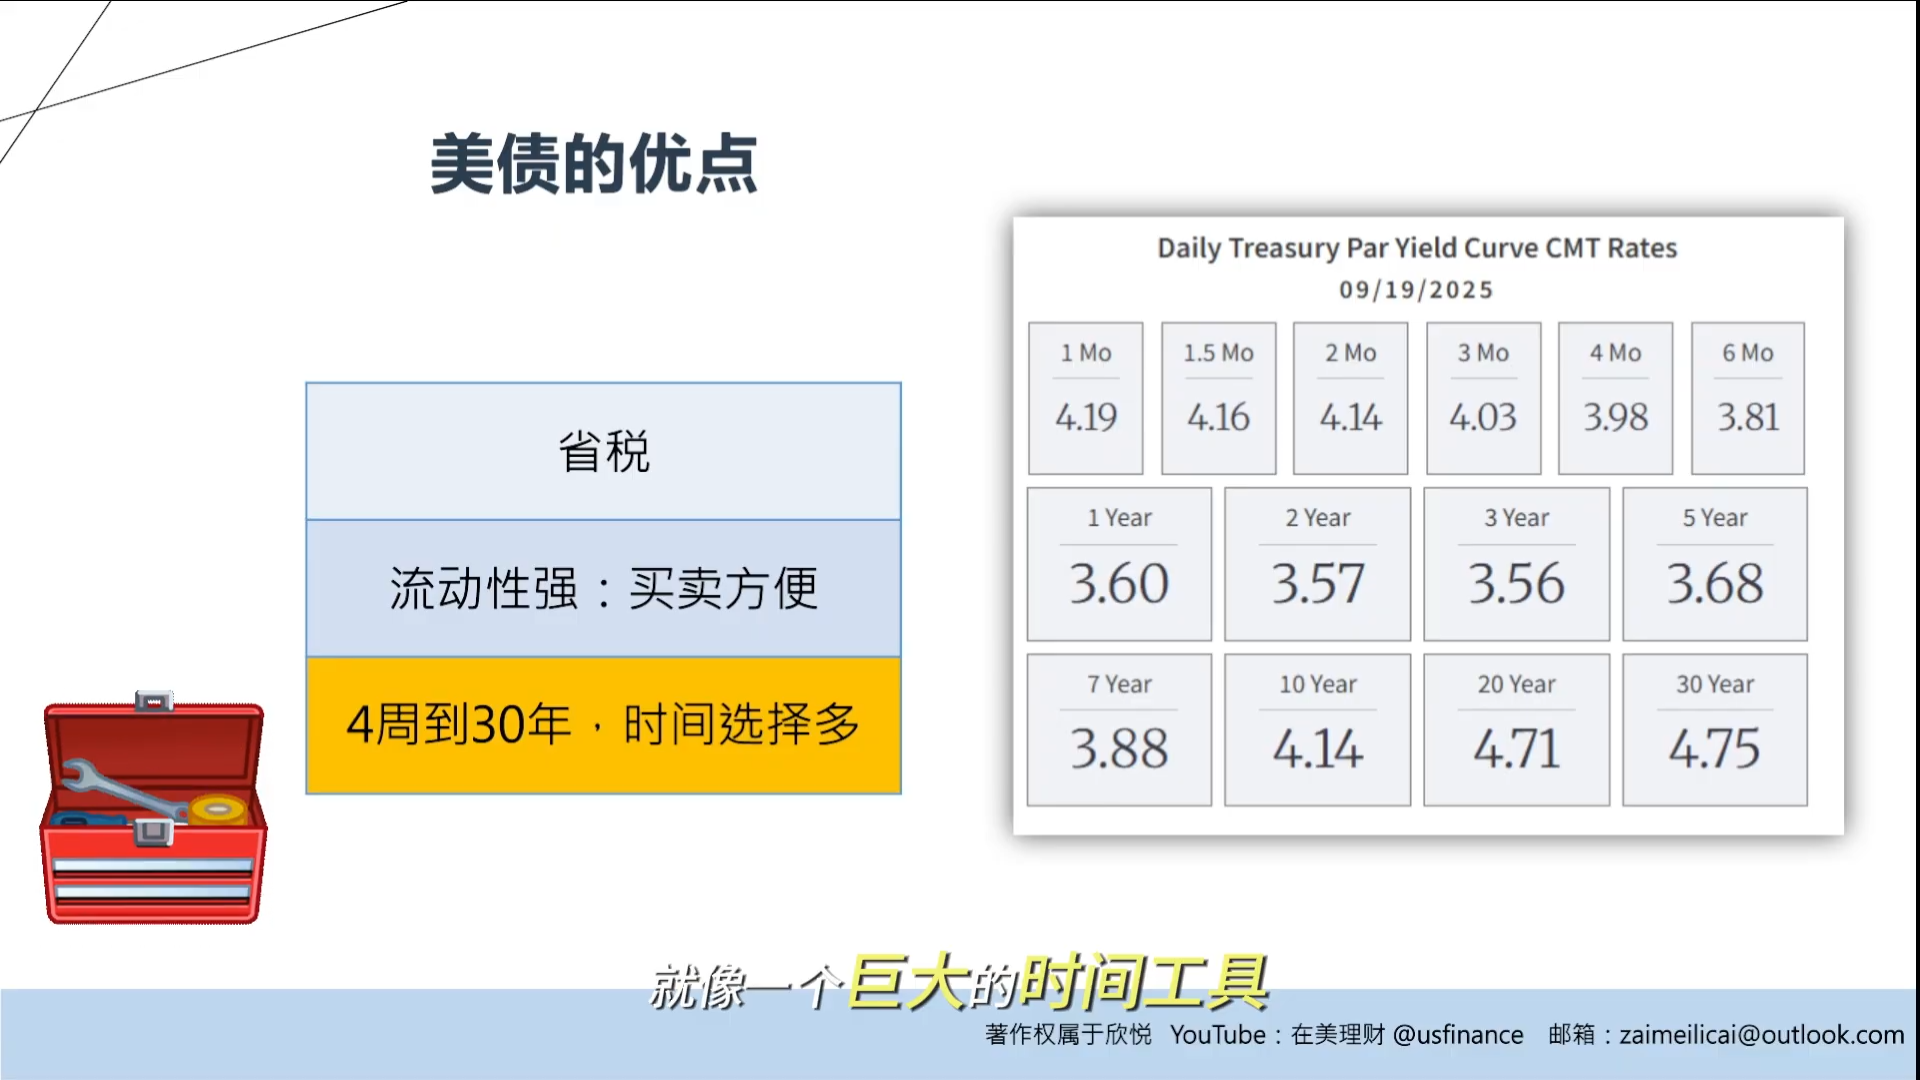 美债的优点
省税
流动性强：买卖方便
4周到30年，时间选择多
Daily Treasury Par Yield Curve CMT Rates
09/19/2025
1 Mo 1.5 Mo 2 Mo 3 Mo 4 Mo 6 Mo
4.19 4.16 4.14 4.03 3.98 3.81
1 Year 2 Year 3 Year 5 Year
3.60 3.57 3.56 3.68
7 Year 10 Year 20 Year 30 Year
3.88 4.14 4.71 4.75
就像一个巨大的时间工具
著作权属于欣悦 YouTube：在美理财 @usfinance 邮箱：zaimeilicai@outlook.com